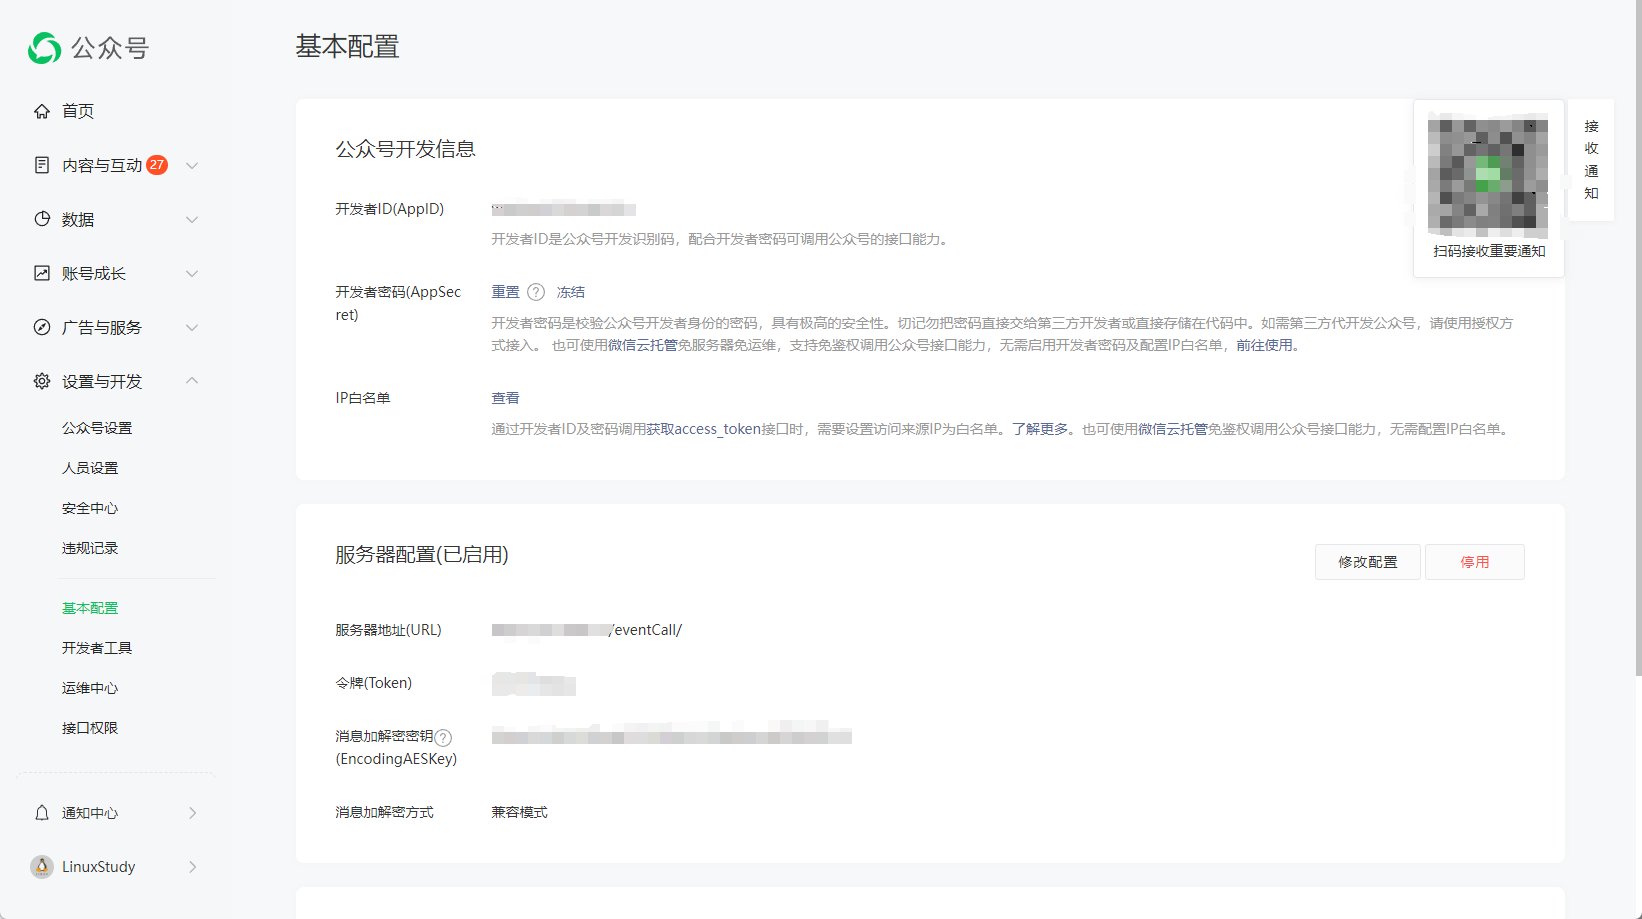 公众号
首页
内容与互动 27
数据
账号成长
广告与服务
设置与开发
公众号设置
人员设置
安全中心
违规记录
基本配置
开发者工具
运维中心
接口权限
通知中心
LinuxStudy
基本配置
公众号开发信息
开发者ID(AppID)
开发者ID是公众号开发识别码，配合开发者密码可调用公众号的接口能力。
开发者密码(AppSec
ret)
重置 ? 冻结
开发者密码是校验公众号开发者身份的密码，具有极高的安全性。切记勿把密码直接交给第三方开发者或直接存储在代码中。如需第三方代开发公众号，请使用授权方
式接入。 也可使用微信云托管免服务器免运维，支持免鉴权调用公众号接口能力，无需启用开发者密码及配置IP白名单，前往使用。
IP白名单
查看
通过开发者ID及密码调用获取access_token接口时，需要设置访问来源IP为白名单。了解更多。也可使用微信云托管免鉴权调用公众号接口能力，无需配置IP白名单。
扫码接收重要通知
接
收
通
知
服务器配置(已启用)
修改配置
停用
服务器地址(URL)
/eventCall/
令牌(Token)
消息加解密密钥?
(EncodingAESKey)
消息加解密方式
兼容模式